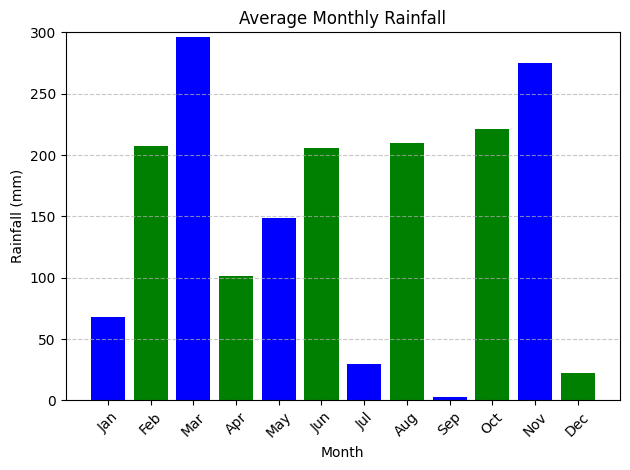 Average Monthly Rainfall
Rainfall (mm)
300
250
200
150
100
50
0
Jan Feb Mar Apr May Jun Jul Aug Sep Oct Nov Dec
Month